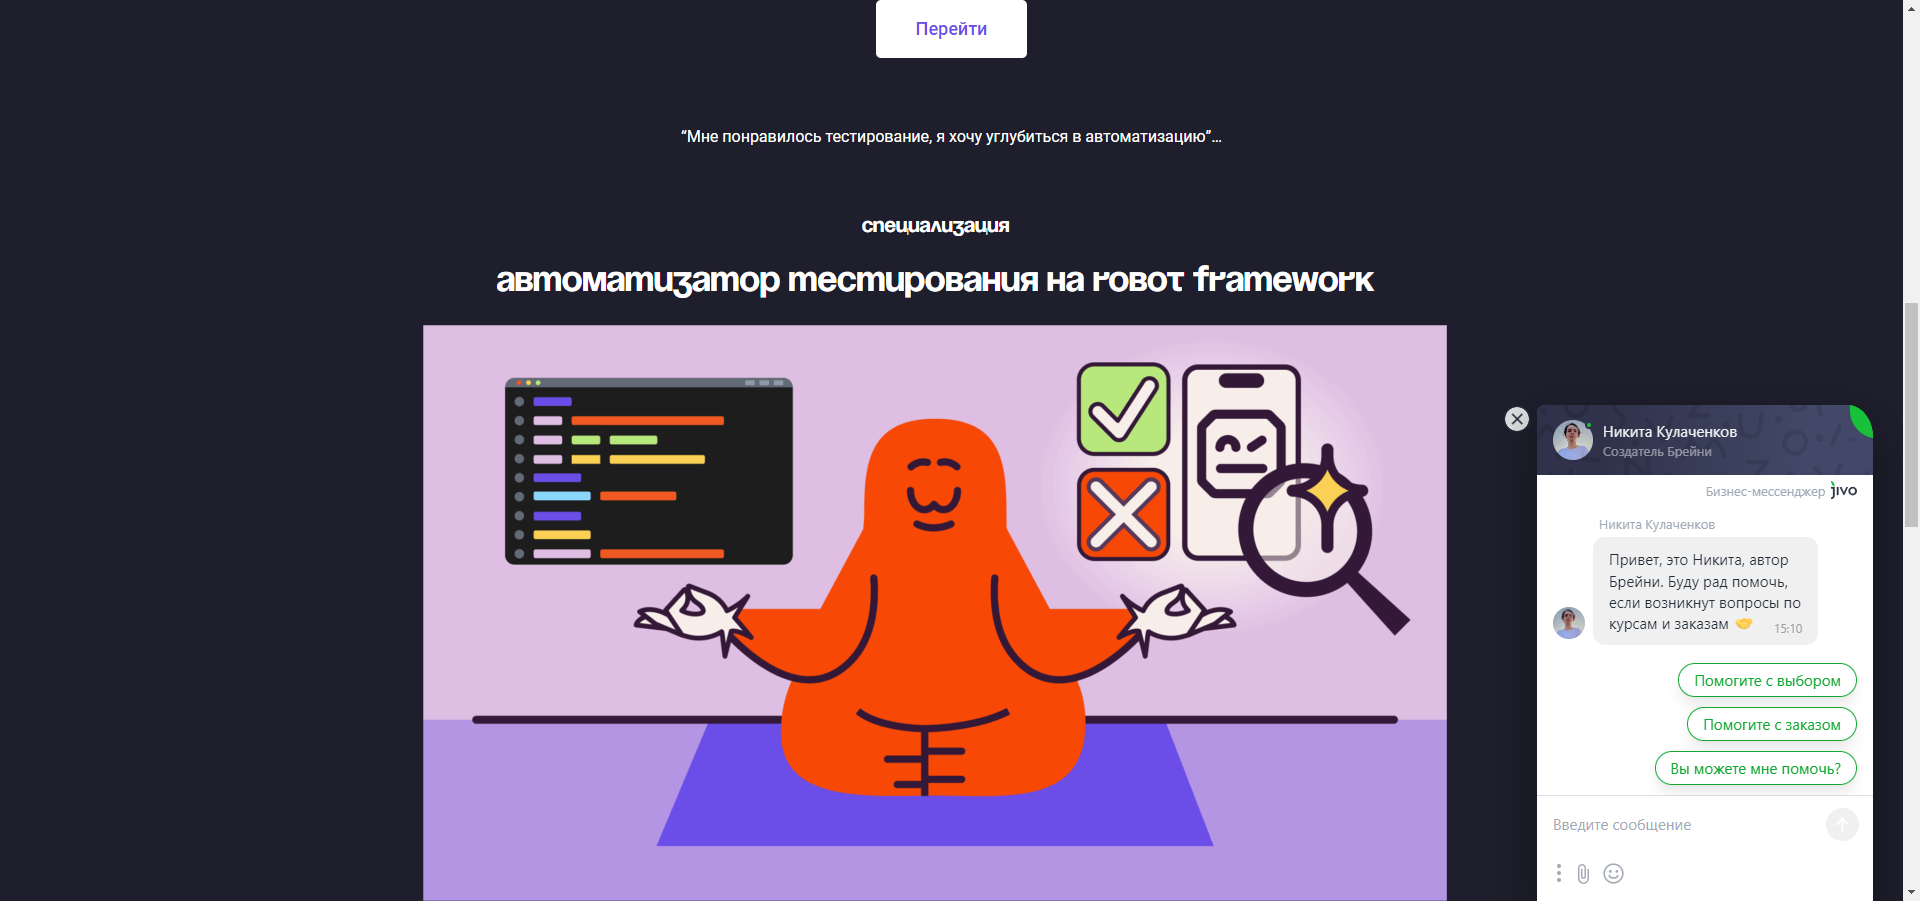 Перейти
“Мне понравилось тестирование, я хочу углубиться в автоматизацию”...
специализация
автоматизатор тестирования на robot framework
Никита Кулаченков
Создатель Брейни
Бизнес-мессенджер jivo
Никита Кулаченков
Привет, это Никита, автор
Брейни. Буду рад помочь,
если возникнут вопросы по
курсам и заказам 🤝 15:10
Помогите с выбором
Помогите с заказом
Вы можете мне помочь?
Введите сообщение